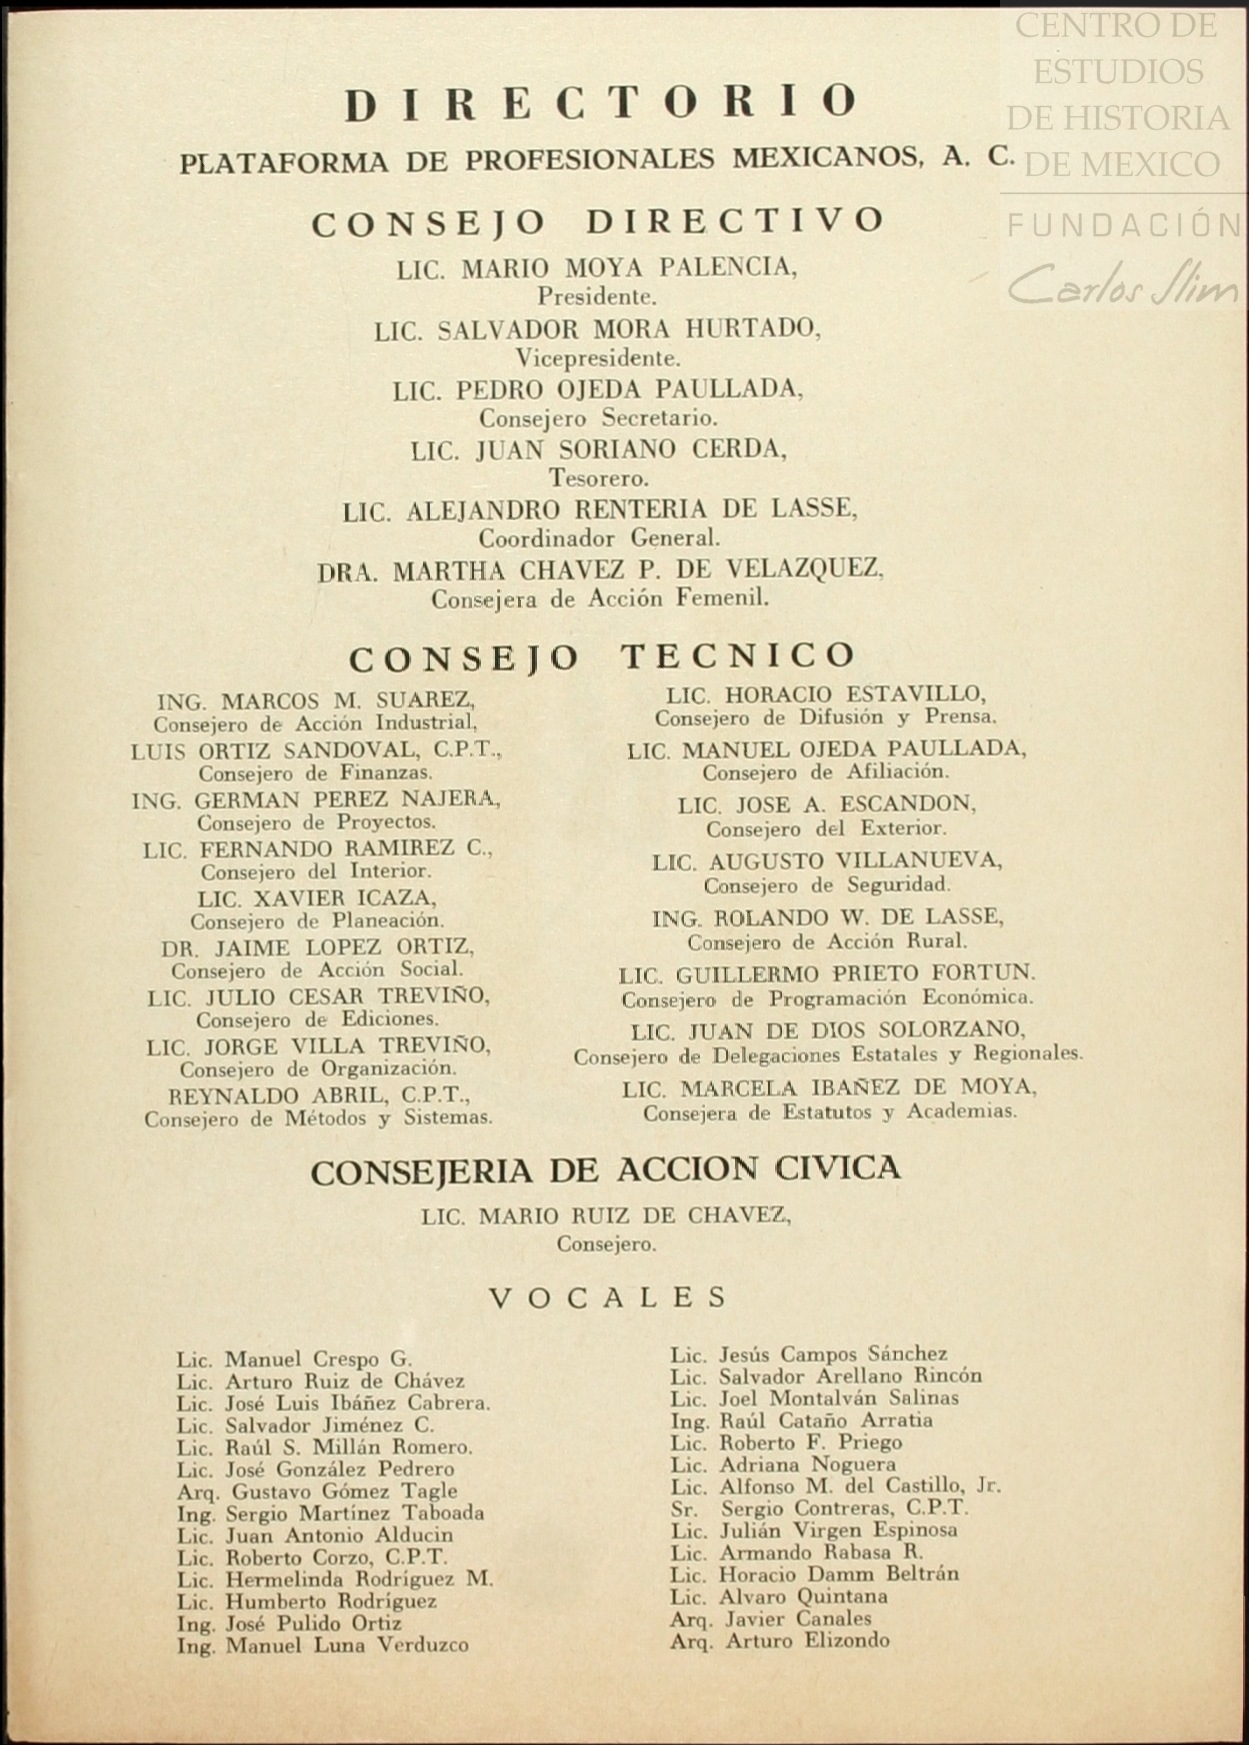 CENTRO DE
ESTUDIOS
DE HISTORIA
DE MEXICO
FUNDACIÓN
Carlos Slim
DIRECTORIO
PLATAFORMA DE PROFESIONALES MEXICANOS, A. C.
CONSEJO DIRECTIVO
LIC. MARIO MOYA PALENCIA,
Presidente.
LIC. SALVADOR MORA HURTADO,
Vicepresidente.
LIC. PEDRO OJEDA PAULLADA,
Consejero Secretario.
LIC. JUAN SORIANO CERDA,
Tesorero.
LIC. ALEJANDRO RENTERIA DE LASSE,
Coordinador General.
DRA. MARTHA CHAVEZ P. DE VELAZQUEZ,
Consejera de Acción Femenil.
CONSEJO TECNICO
ING. MARCOS M. SUAREZ,
Consejero de Acción Industrial,
LUIS ORTIZ SANDOVAL, C.P.T.,
Consejero de Finanzas.
ING. GERMAN PEREZ NAJERA,
Consejero de Proyectos.
LIC. FERNANDO RAMIREZ C.,
Consejero del Interior.
LIC. XAVIER ICAZA,
Consejero de Planeación.
DR. JAIME LOPEZ ORTIZ,
Consejero de Acción Social.
LIC. JULIO CESAR TREVIÑO,
Consejero de Ediciones.
LIC. JORGE VILLA TREVIÑO,
Consejero de Organización.
REYNALDO ABRIL, C.P.T.,
Consejero de Métodos y Sistemas.
LIC. HORACIO ESTAVILLO,
Consejero de Difusión y Prensa.
LIC. MANUEL OJEDA PAULLADA,
Consejero de Afiliación.
LIC. JOSE A. ESCANDON,
Consejero del Exterior.
LIC. AUGUSTO VILLANUEVA,
Consejero de Seguridad.
ING. ROLANDO W. DE LASSE,
Consejero de Acción Rural.
LIC. GUILLERMO PRIETO FORTUN.
Consejero de Programación Económica.
LIC. JUAN DE DIOS SOLORZANO,
Consejero de Delegaciones Estatales y Regionales.
LIC. MARCELA IBAÑEZ DE MOYA,
Consejera de Estatutos y Academias.
CONSEJERIA DE ACCION CIVICA
LIC. MARIO RUIZ DE CHAVEZ,
Consejero.
VOCALES
Lic. Manuel Crespo G.
Lic. Arturo Ruiz de Chávez
Lic. José Luis Ibáñez Cabrera.
Lic. Salvador Jiménez C.
Lic. Raúl S. Millán Romero.
Lic. José González Pedrero
Arq. Gustavo Gómez Tagle
Ing. Sergio Martínez Taboada
Lic. Juan Antonio Alducin
Lic. Roberto Corzo, C.P.T.
Lic. Hermelinda Rodríguez M.
Lic. Humberto Rodríguez
Ing. José Pulido Ortiz
Ing. Manuel Luna Verduzco
Lic. Jesús Campos Sánchez
Lic. Salvador Arellano Rincón
Lic. Joel Montalván Salinas
Ing. Raúl Cataño Arratia
Lic. Roberto F. Priego
Lic. Adriana Noguera
Lic. Alfonso M. del Castillo, Jr.
Sr. Sergio Contreras, C.P.T.
Lic. Julián Virgen Espinosa
Lic. Armando Rabasa R.
Lic. Horacio Damm Beltrán
Lic. Alvaro Quintana
Arq. Javier Canales
Arq. Arturo Elizondo